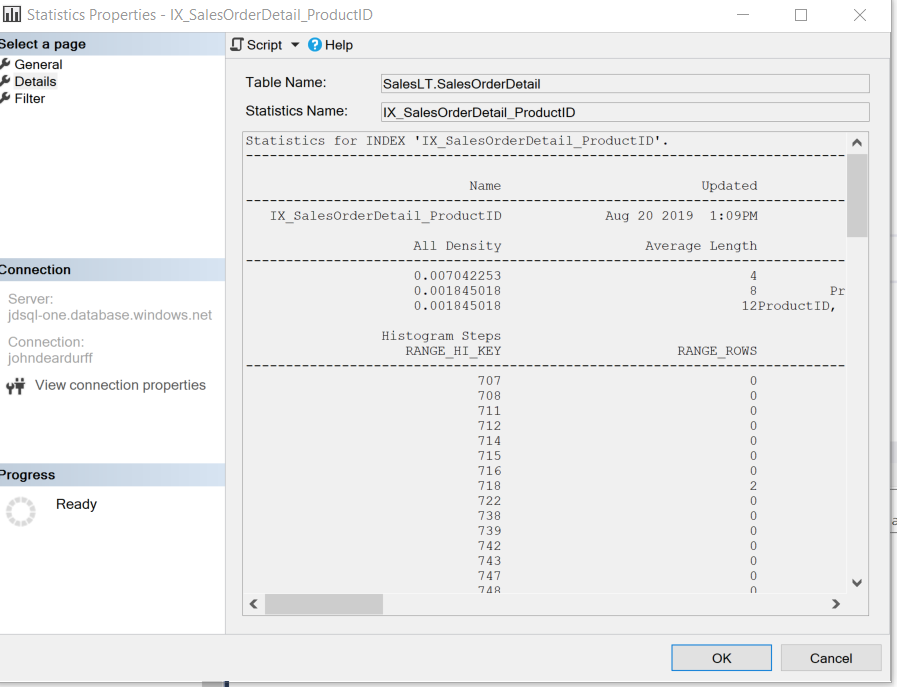 Statistics Properties - IX_SalesOrderDetail_ProductID
Select a page
General
Details
Filter
Connection
Server:
jdsql-one.database.windows.net
Connection:
johndeardurff
View connection properties
Progress
Ready
Script Help
Table Name: SalesLT.SalesOrderDetail
Statistics Name: IX_SalesOrderDetail_ProductID
Statistics for INDEX 'IX_SalesOrderDetail_ProductID'.
Name Updated
IX_SalesOrderDetail_ProductID Aug 20 2019 1:09PM
All Density Average Length
0.007042253 4
0.001845018 8 Pr
0.001845018 12ProductID,
Histogram Steps
RANGE_HI_KEY RANGE_ROWS
707 0
708 0
711 0
712 0
714 0
715 0
716 0
718 2
722 0
738 0
739 0
742 0
743 0
747 0
748 0
OK Cancel